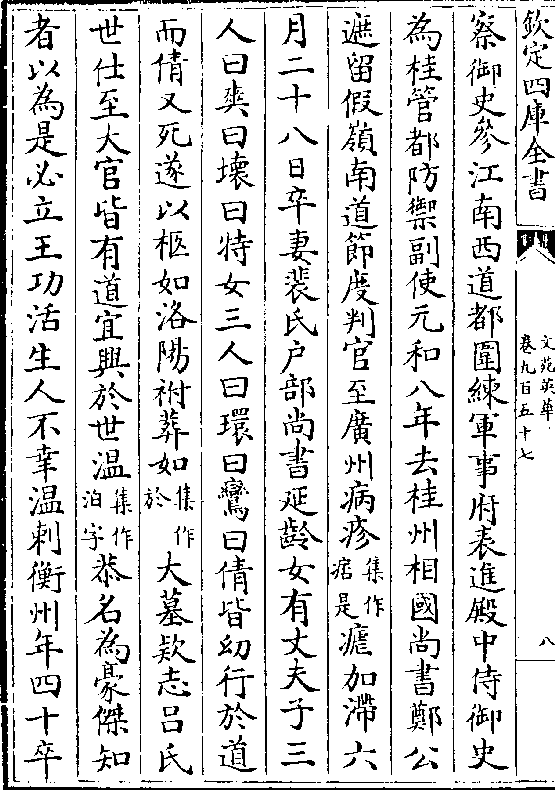 欽定四庫全書
文苑英華
卷九百五十七
八
察御史參江南西道都圍練軍事府表進殿中侍御史
為桂管都防禦副使元和八年去桂州相國尚書鄭公
遮留假嶺南道節度判官至廣州病疹集作痁是瘧加滯六
月二十八日卒妻裴氏户部尚書延齡女有丈夫子三
人曰爽曰壞曰特女三人曰環曰鸞曰倩皆幼行於道
而倩又死遂以柩如洛陽祔葬如集作於大墓欵志吕氏
世仕至大官皆有道宜興於世温集作泊字恭名為豪傑知
者以為是必立王功活生人不幸温刺衡州年四十卒